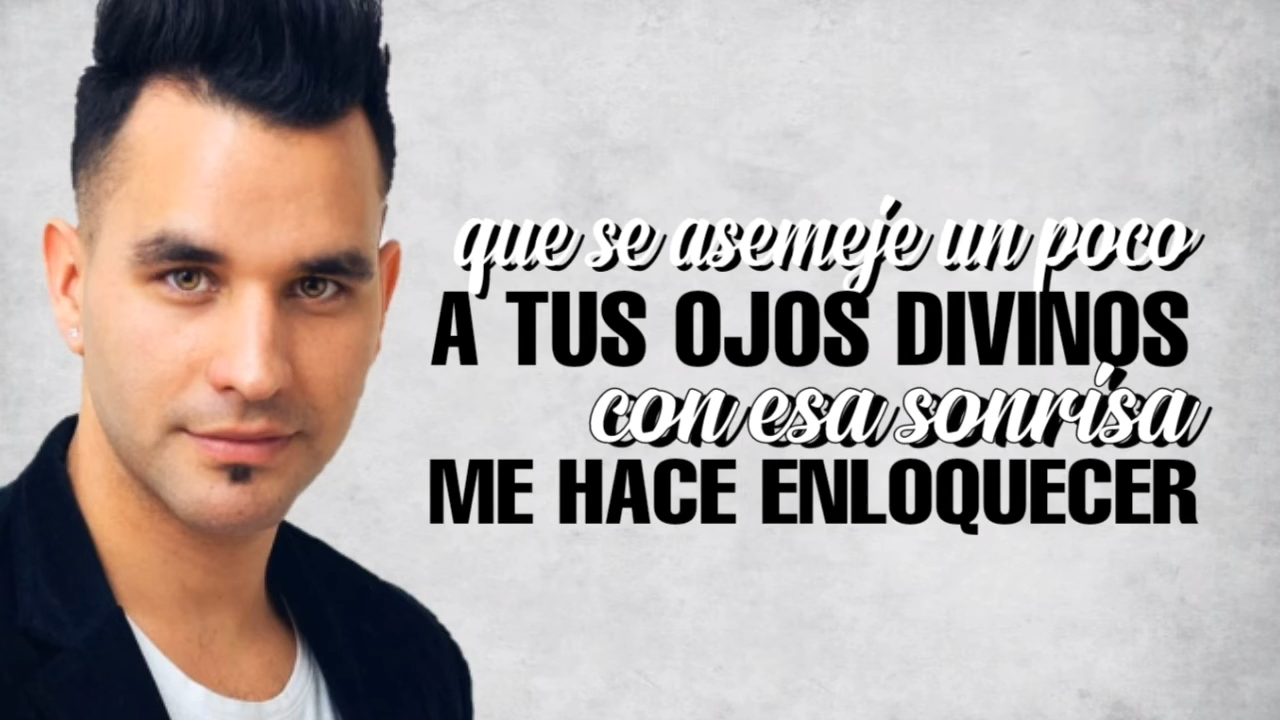 que se asemeje un poco
A TUS OJOS DIVINOS
con esa sonrisa
ME HACE ENLOQUECER